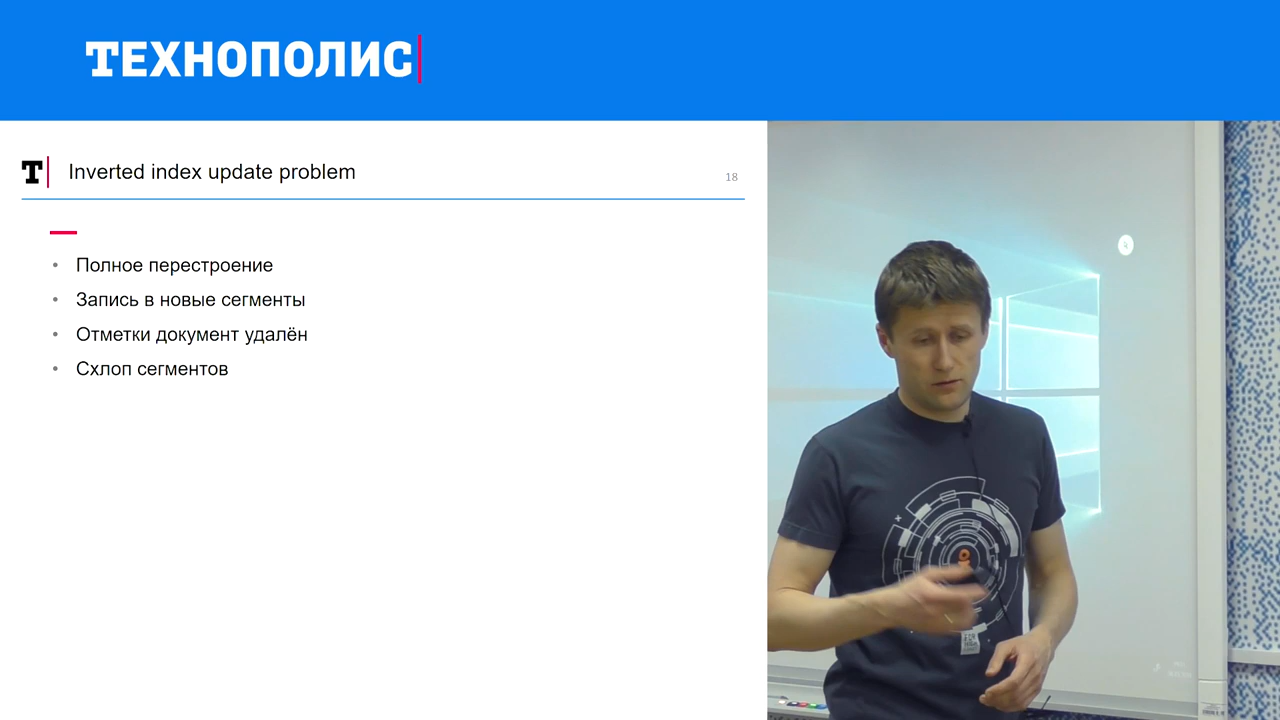 ТЕХНОПОЛИС
T
Inverted index update problem
18
• Полное перестроение
• Запись в новые сегменты
• Отметки документ удалён
• Схлоп сегментов